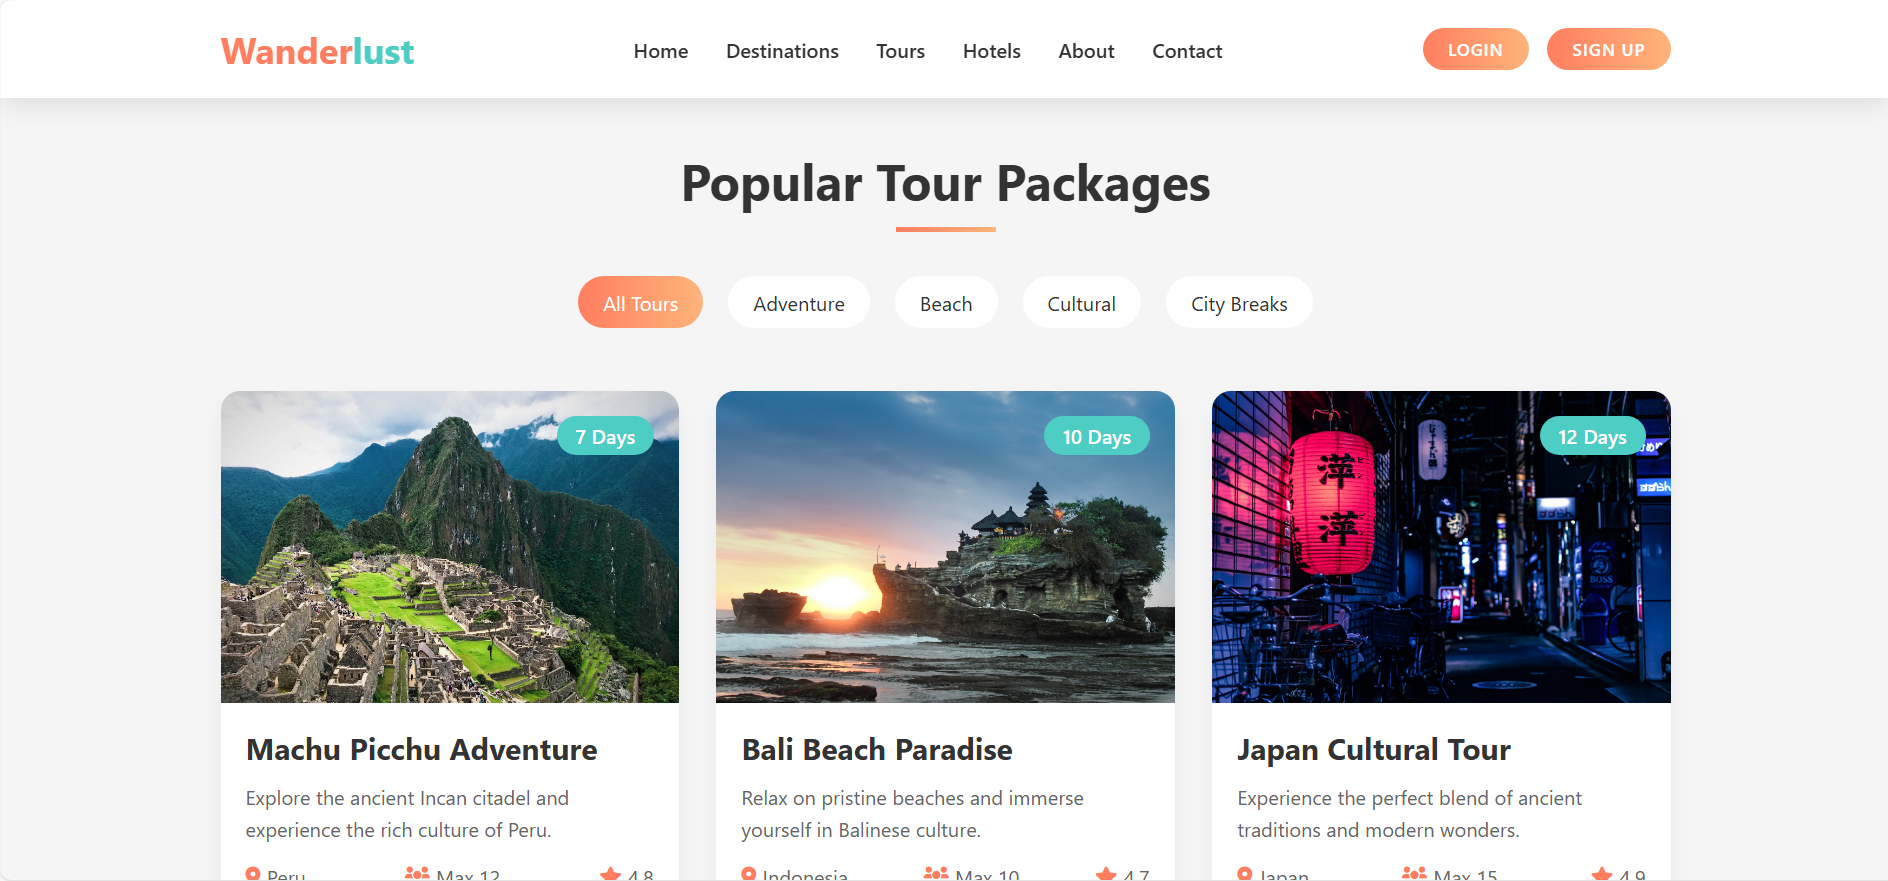 Wanderlust
Home Destinations Tours Hotels About Contact
LOGIN SIGN UP
Popular Tour Packages
All Tours Adventure Beach Cultural City Breaks
7 Days
10 Days
12 Days
萍
萍
BOSS
Machu Picchu Adventure
Explore the ancient Incan citadel and
experience the rich culture of Peru.
Peru Max 12 4.8
Bali Beach Paradise
Relax on pristine beaches and immerse
yourself in Balinese culture.
Indonesia Max 10 4.7
Japan Cultural Tour
Experience the perfect blend of ancient
traditions and modern wonders.
Japan Max 15 4.9